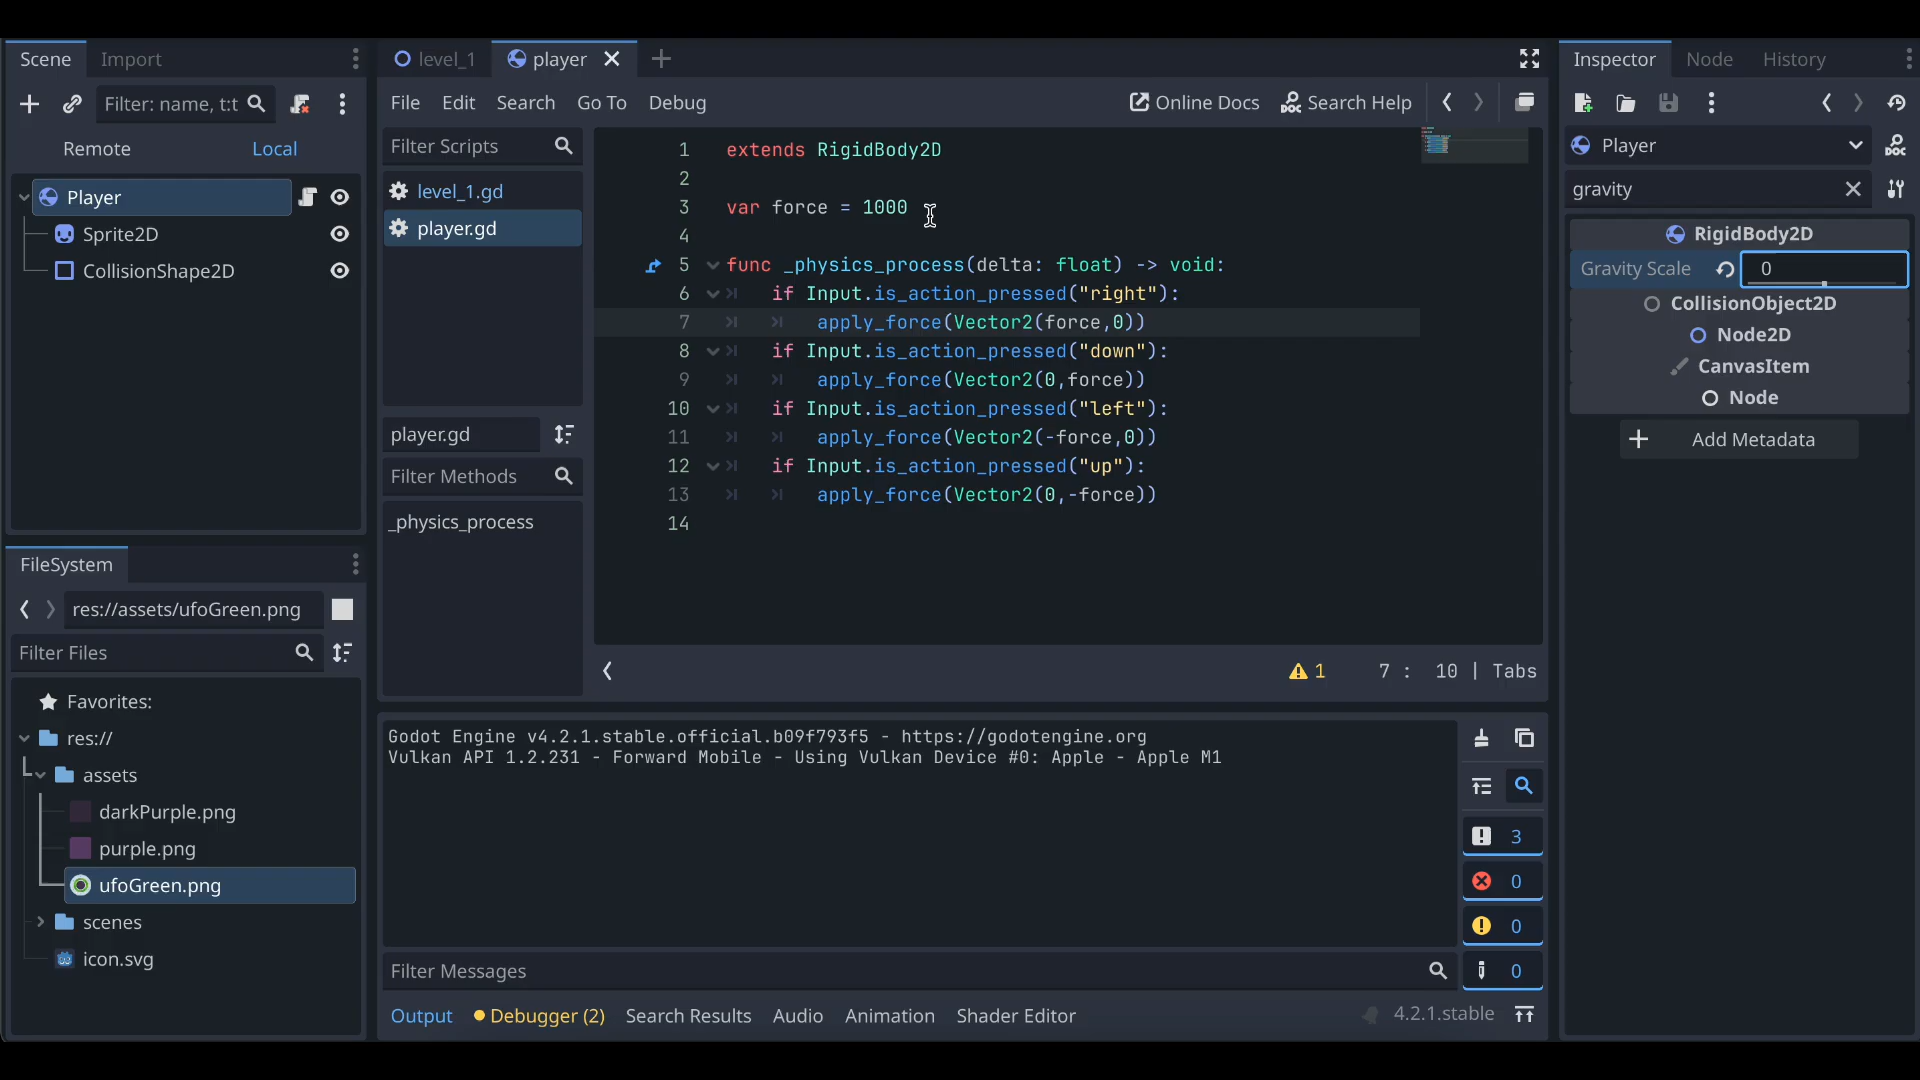 Scene Import
Filter: name, t:t
Remote Local
Player
Sprite2D
CollisionShape2D
FileSystem
res://assets/ufoGreen.png
Filter Files
Favorites:
res://
assets
darkPurple.png
purple.png
ufoGreen.png
scenes
icon.svg
level_1 player
File Edit Search Go To Debug Online Docs Search Help
Filter Scripts
level_1.gd
player.gd
player.gd
Filter Methods
_physics_process
1 extends RigidBody2D
2
3 var force = 1000
4
5 func _physics_process(delta: float) -> void:
6 if Input.is_action_pressed("right"):
7 apply_force(Vector2(force,0))
8 if Input.is_action_pressed("down"):
9 apply_force(Vector2(0,force))
10 if Input.is_action_pressed("left"):
11 apply_force(Vector2(-force,0))
12 if Input.is_action_pressed("up"):
13 apply_force(Vector2(0,-force))
14
1 7 : 10 | Tabs
Godot Engine v4.2.1.stable.official.b09f793f5 - https://godotengine.org
Vulkan API 1.2.231 - Forward Mobile - Using Vulkan Device #0: Apple - Apple M1
3
0
0
0
Filter Messages
Output Debugger (2) Search Results Audio Animation Shader Editor 4.2.1.stable
Inspector Node History
Player
DOC
gravity
RigidBody2D
Gravity Scale 0
CollisionObject2D
Node2D
CanvasItem
Node
Add Metadata